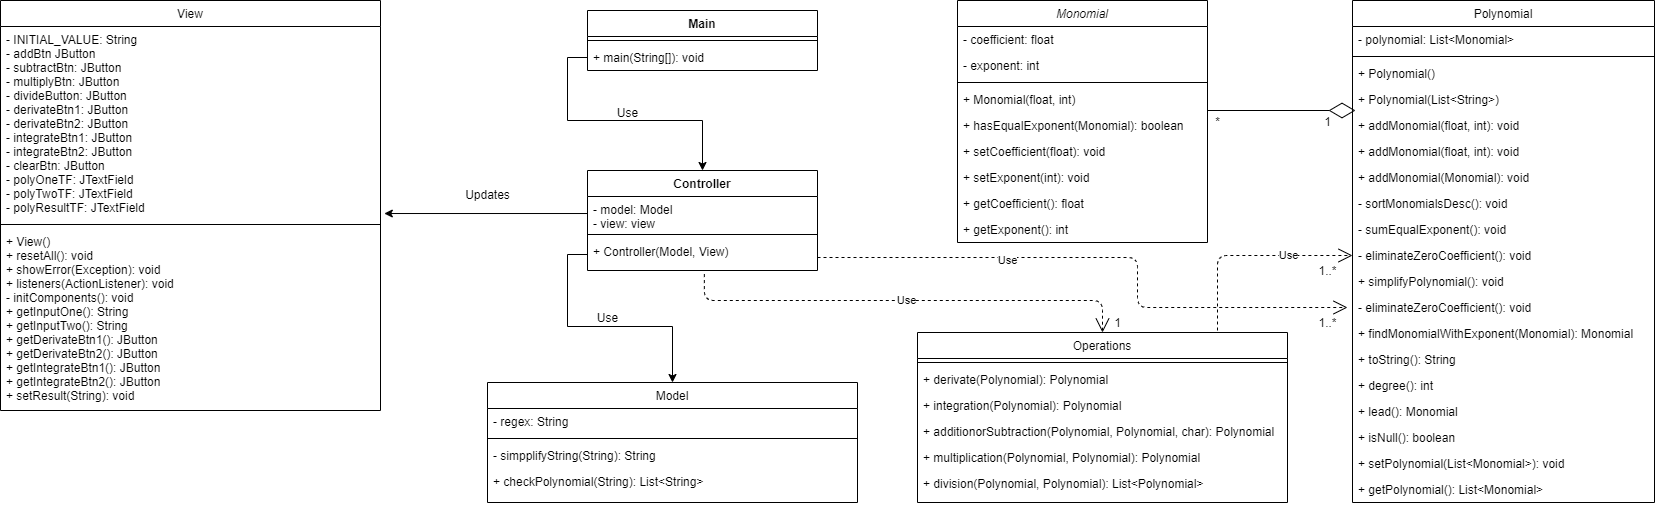 View
- INITIAL_VALUE: String
- addBtn JButton
- subtractBtn: JButton
- multiplyBtn: JButton
- divideButton: JButton
- derivateBtn1: JButton
- derivateBtn2: JButton
- integrateBtn1: JButton
- integrateBtn2: JButton
- clearBtn: JButton
- polyOneTF: JTextField
- polyTwoTF: JTextField
- polyResultTF: JTextField
+ View()
+ resetAll(): void
+ showError(Exception): void
+ listeners(ActionListener): void
- initComponents(): void
+ getInputOne(): String
+ getInputTwo(): String
+ getDerivateBtn1(): JButton
+ getDerivateBtn2(): JButton
+ getIntegrateBtn1(): JButton
+ getIntegrateBtn2(): JButton
+ setResult(String): void
Updates
Main
+ main(String[]): void
Use
Controller
- model: Model
- view: view
+ Controller(Model, View)
Use
Model
- regex: String
- simpplifyString(String): String
+ checkPolynomial(String): List<String>
Monomial
- coefficient: float
- exponent: int
+ Monomial(float, int)
+ hasEqualExponent(Monomial): boolean
+ setCoefficient(float): void
+ setExponent(int): void
+ getCoefficient(): float
+ getExponent(): int
*
1
Use
Use
1..*
Use
1
1..*
Operations
+ derivate(Polynomial): Polynomial
+ integration(Polynomial): Polynomial
+ additionorSubtraction(Polynomial, Polynomial, char): Polynomial
+ multiplication(Polynomial, Polynomial): Polynomial
+ division(Polynomial, Polynomial): List<Polynomial>
Polynomial
- polynomial: List<Monomial>
+ Polynomial()
+ Polynomial(List<String>)
+ addMonomial(float, int): void
+ addMonomial(float, int): void
+ addMonomial(Monomial): void
- sortMonomialsDesc(): void
- sumEqualExponent(): void
- eliminateZeroCoefficient(): void
+ simplifyPolynomial(): void
- eliminateZeroCoefficient(): void
+ findMonomialWithExponent(Monomial): Monomial
+ toString(): String
+ degree(): int
+ lead(): Monomial
+ isNull(): boolean
+ setPolynomial(List<Monomial>): void
+ getPolynomial(): List<Monomial>